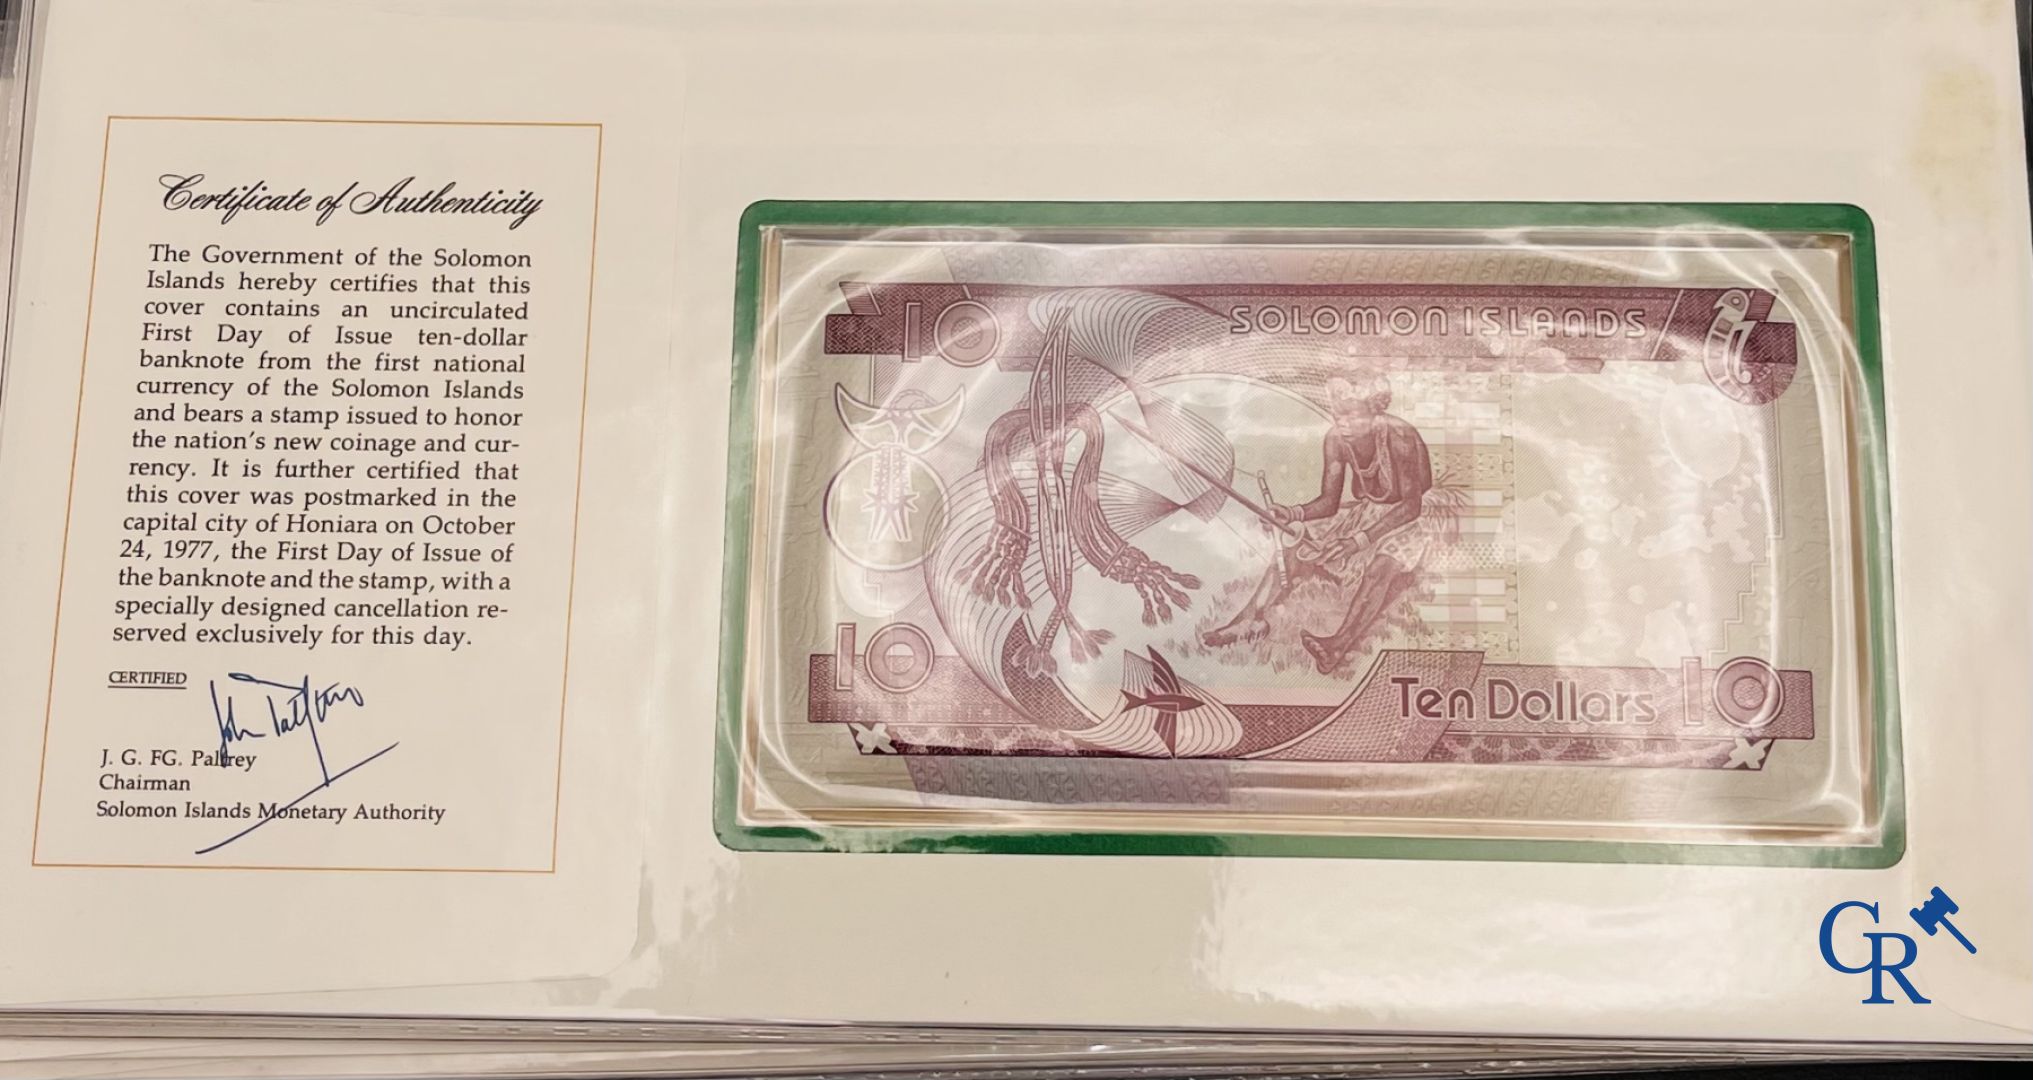 Certificate of Authenticity
The Government of the Solomon
Islands hereby certifies that this
cover contains an uncirculated
First Day of Issue ten-dollar
banknote from the first national
currency of the Solomon Islands
and bears a stamp issued to honor
the nation's new coinage and cur-
rency. It is further certified that
this cover was postmarked in the
capital city of Honiara on October
24, 1977, the First Day of Issue of
the banknote and the stamp, with a
specially designed cancellation re-
served exclusively for this day.
CERTIFIED
J. G. FG. Palfrey
Chairman
Solomon Islands Monetary Authority
10
SOLOMON ISLANDS
10
Ten Dollars
10
CR